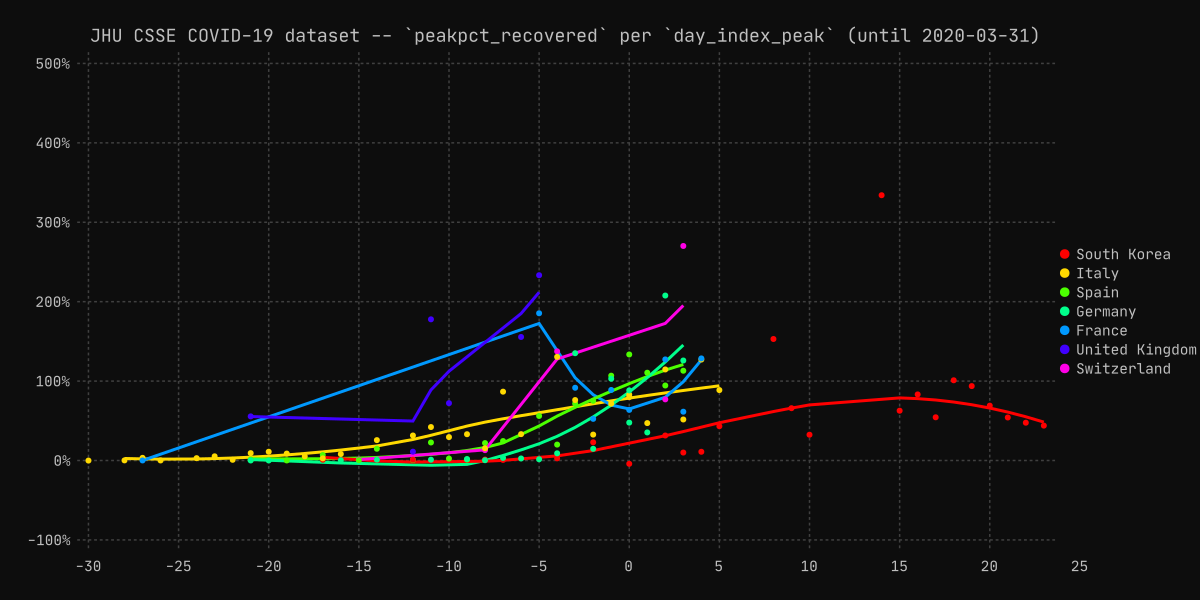 JHU CSSE COVID-19 dataset -- `peakpct_recovered` per `day_index_peak` (until 2020-03-31)
500%
400%
300%
200%
100%
0%
-100%
-30 -25 -20 -15 -10 -5 0 5 10 15 20 25
South Korea
Italy
Spain
Germany
France
United Kingdom
Switzerland